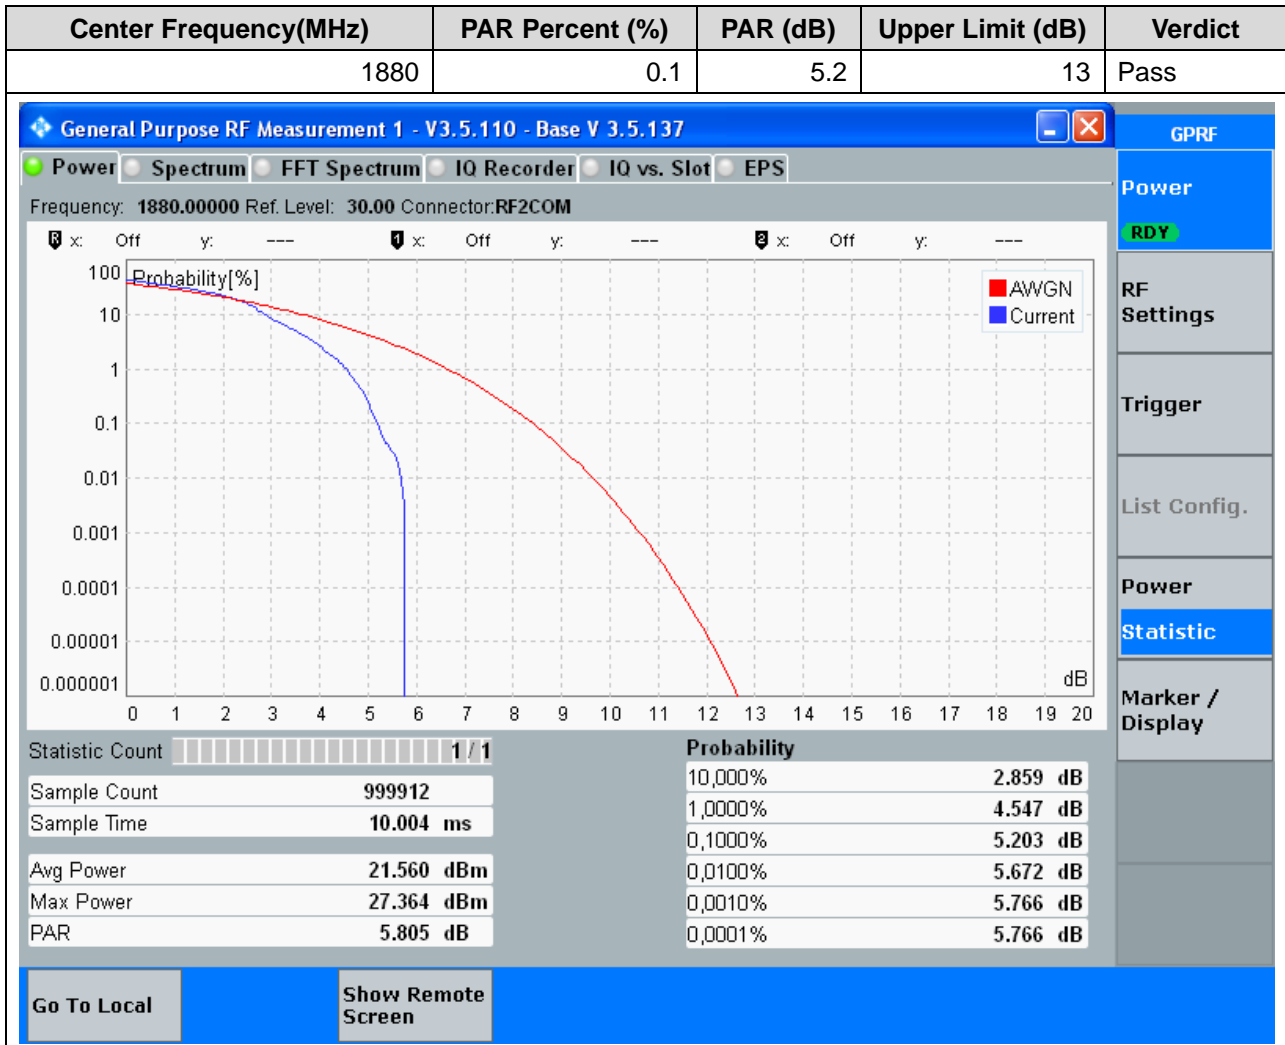 Center Frequency(MHz) PAR Percent (%) PAR (dB) Upper Limit (dB) Verdict
1880 0.1 5.2 13 Pass
General Purpose RF Measurement 1 - V3.5.110 - Base V 3.5.137
GPRF
Power Spectrum FFT Spectrum IQ Recorder IQ vs. Slot EPS
Power
RDY
Frequency: 1880.00000 Ref. Level: 30.00 Connector:RF2COM
R x: Off y: --- 1 x: Off y: --- 2 x: Off y: ---
Probability[%]
AWGN
Current
100
10
1
0.1
0.01
0.001
0.0001
0.00001
0.000001
dB
0 1 2 3 4 5 6 7 8 9 10 11 12 13 14 15 16 17 18 19 20
RF
Settings
Trigger
List Config.
Power
Statistic
Marker /
Display
Statistic Count 1 / 1
Sample Count 999912
Sample Time 10.004 ms
Avg Power 21.560 dBm
Max Power 27.364 dBm
PAR 5.805 dB
Probability
10,000% 2.859 dB
1,0000% 4.547 dB
0,1000% 5.203 dB
0,0100% 5.672 dB
0,0010% 5.766 dB
0,0001% 5.766 dB
Go To Local
Show Remote
Screen